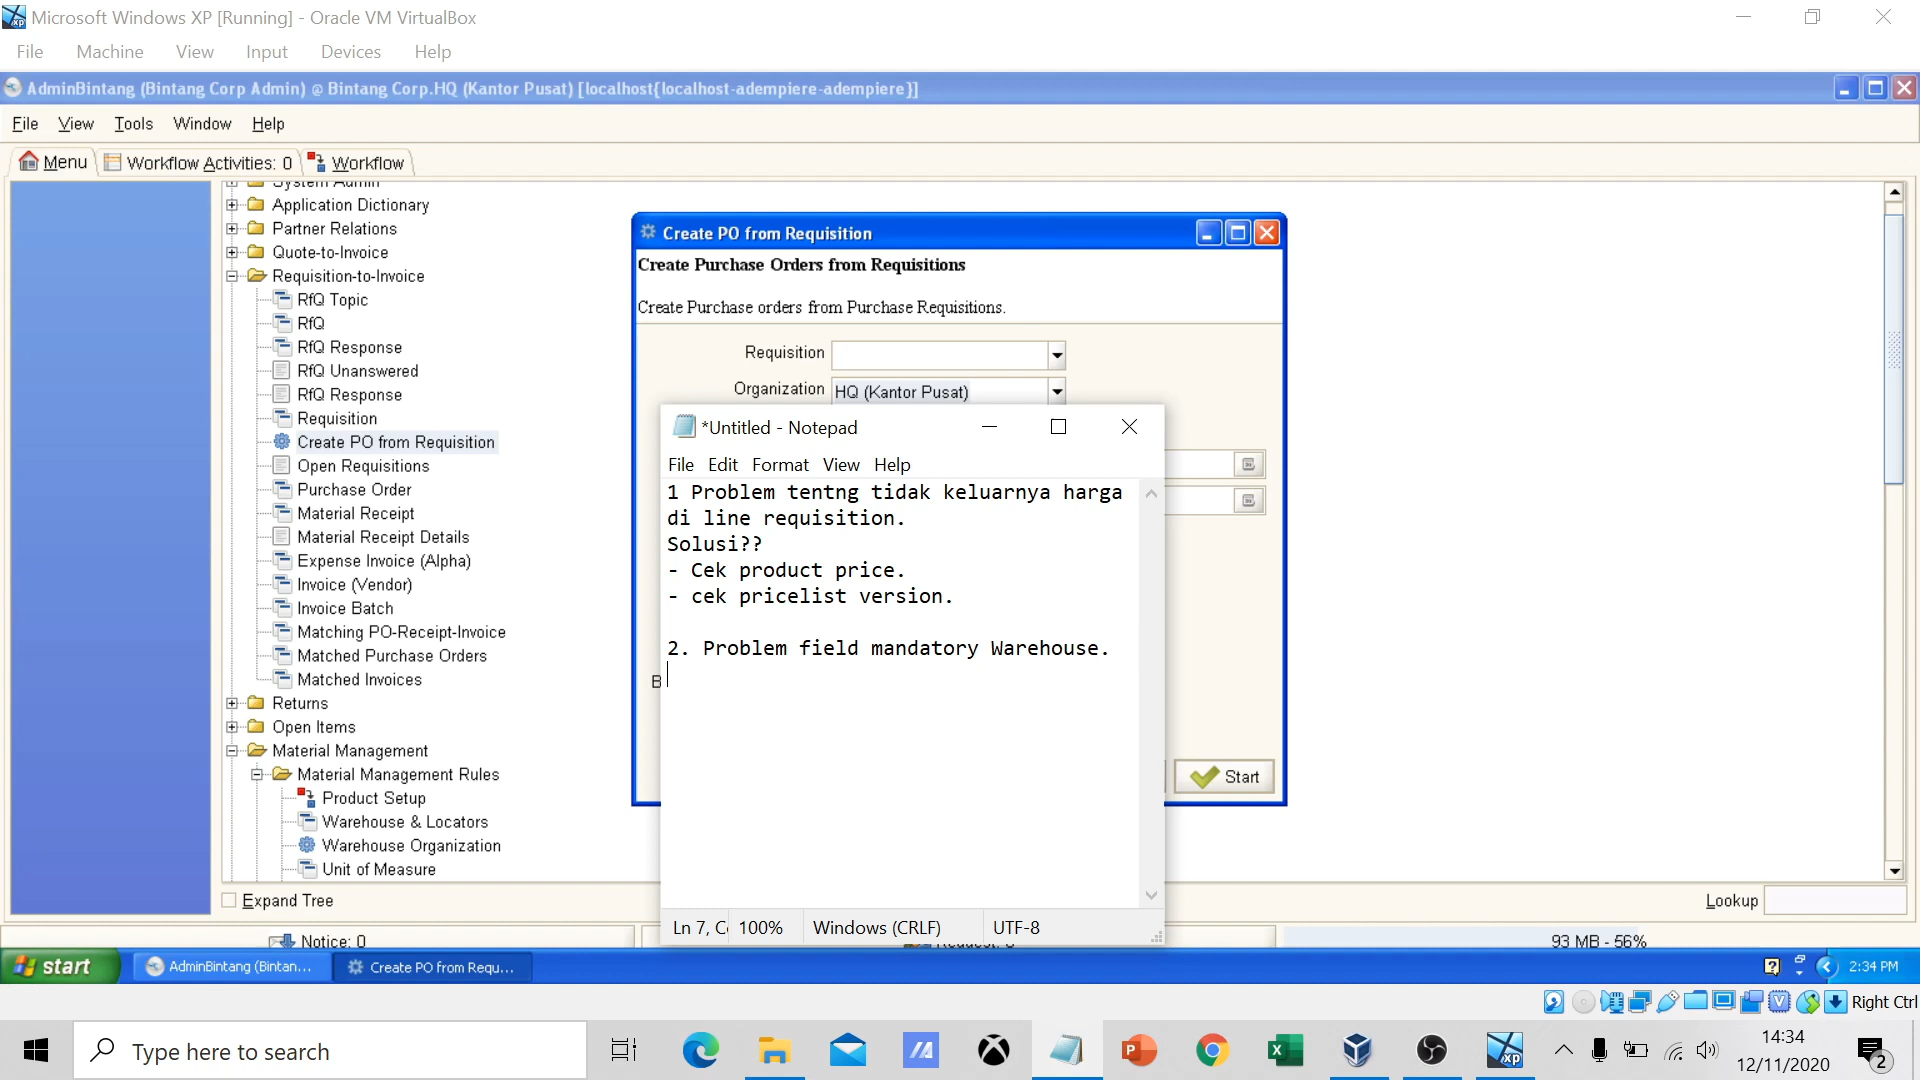 Microsoft Windows XP [Running] - Oracle VM VirtualBox
File Machine View Input Devices Help
AdminBintang (Bintang Corp Admin) @ Bintang Corp.HQ (Kantor Pusat) [localhost{localhost-adempiere-adempiere}]
File View Tools Window Help
Menu Workflow Activities: 0 Workflow
System Admin
Application Dictionary
Partner Relations
Quote-to-Invoice
Requisition-to-Invoice
RfQ Topic
RfQ
RfQ Response
RfQ Unanswered
RfQ Response
Requisition
Create PO from Requisition
Open Requisitions
Purchase Order
Material Receipt
Material Receipt Details
Expense Invoice (Alpha)
Invoice (Vendor)
Invoice Batch
Matching PO-Receipt-Invoice
Matched Purchase Orders
Matched Invoices
Returns
Open Items
Material Management
Material Management Rules
Product Setup
Warehouse & Locators
Warehouse Organization
Unit of Measure
Expand Tree
Lookup
Create PO from Requisition
Create Purchase Orders from Requisitions
Create Purchase orders from Purchase Requisitions.
Requisition
Organization HQ (Kantor Pusat)
B
Start
*Untitled - Notepad
File Edit Format View Help
1 Problem tentng tidak keluarnya harga
di line requisition.
Solusi??
- Cek product price.
- cek pricelist version.
2. Problem field mandatory Warehouse.
Ln 7, C 100% Windows (CRLF) UTF-8
Notice: 0
93 MB - 56%
start AdminBintang (Bintan... Create PO from Requ... 2:34 PM
Right Ctrl
Type here to search
14:34
12/11/2020
2